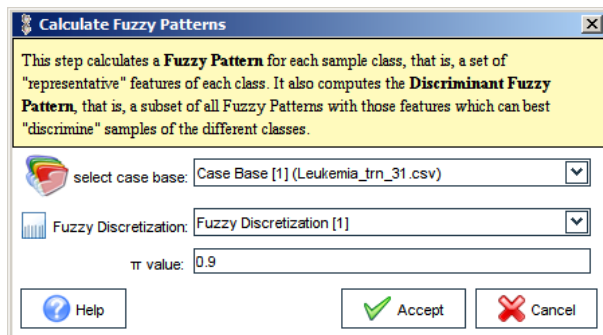 Calculate Fuzzy Patterns
This step calculates a Fuzzy Pattern for each sample class, that is, a set of
"representative" features of each class. It also computes the Discriminant Fuzzy
Pattern, that is, a subset of all Fuzzy Patterns with those features which can best
"discrimine" samples of the different classes.
select case base: Case Base [1] (Leukemia_trn_31.csv)
Fuzzy Discretization: Fuzzy Discretization [1]
π value: 0.9
Help Accept Cancel